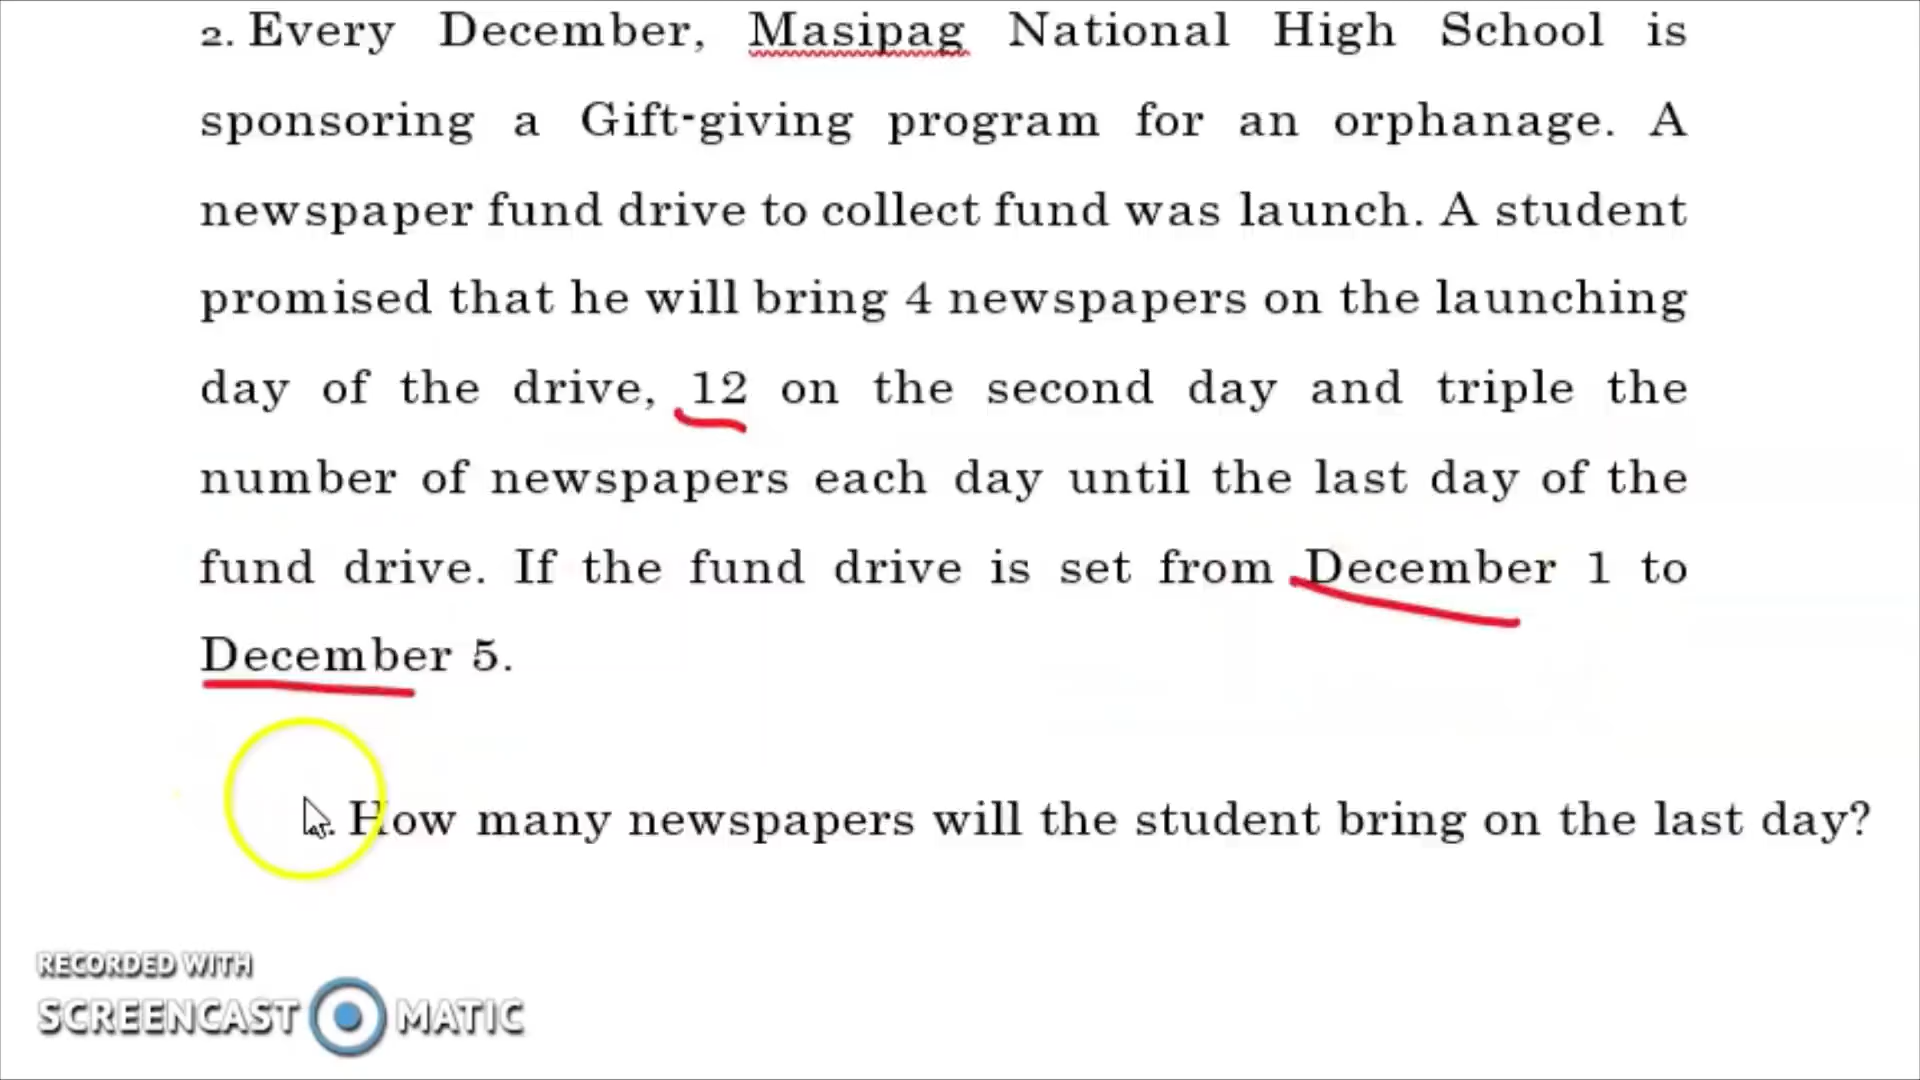 2. Every December, Masipag National High School is
sponsoring a Gift-giving program for an orphanage. A
newspaper fund drive to collect fund was launch. A student
promised that he will bring 4 newspapers on the launching
day of the drive, 12 on the second day and triple the
number of newspapers each day until the last day of the
fund drive. If the fund drive is set from December 1 to
December 5.
How many newspapers will the student bring on the last day?
RECORDED WITH
SCREENCAST MATIC